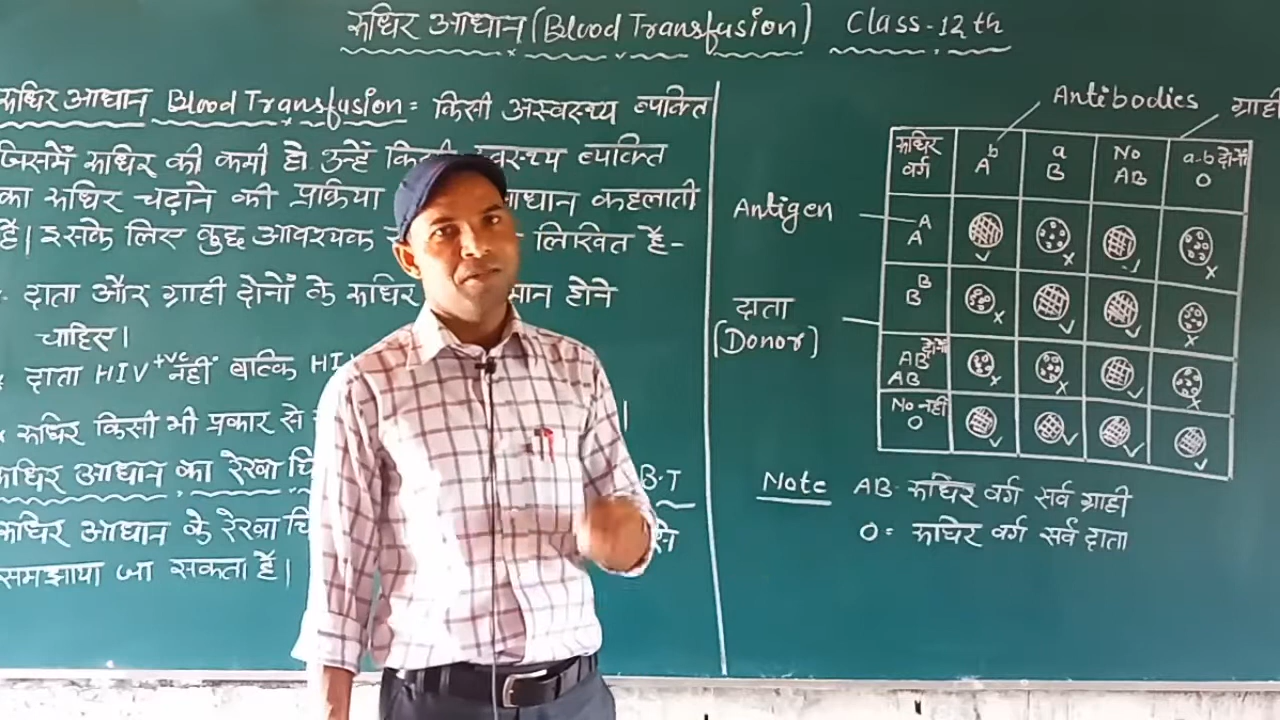 रुधिर आधान (Blood Transfusion) Class-12th
रुधिर आधान Blood Transfusion = किसी अस्वस्थ्य व्यक्ति
जिसमें रुधिर की कमी हो उन्हें स्वस्थ्य व्यक्ति
का रुधिर चढ़ाने की प्रक्रिया आधान कहलाती
है। इसके लिए कुछ आवश्यक लिखित है-
दाता और ग्राही दोनों के रुधिर होने
चाहिए।
* दाता HIV +ve नहीं बल्कि
* रुधिर किसी भी प्रकार से
रुधिर आधान का रेखा B.T
रुधिर आधान के रेखा
समझाया जा सकता है।
Antibodies
ग्राही
रुधिर वर्ग A b B a AB No O a-b दोनों
Antigen
A A ✓ x ✓ x
दाता
(Donor)
B B x ✓ ✓ x
AB AB दोनों x x ✓ x
No नहीं O ✓ ✓ ✓ ✓
Note AB- रुधिर वर्ग सर्व ग्राही
O = रुधिर वर्ग सर्व दाता